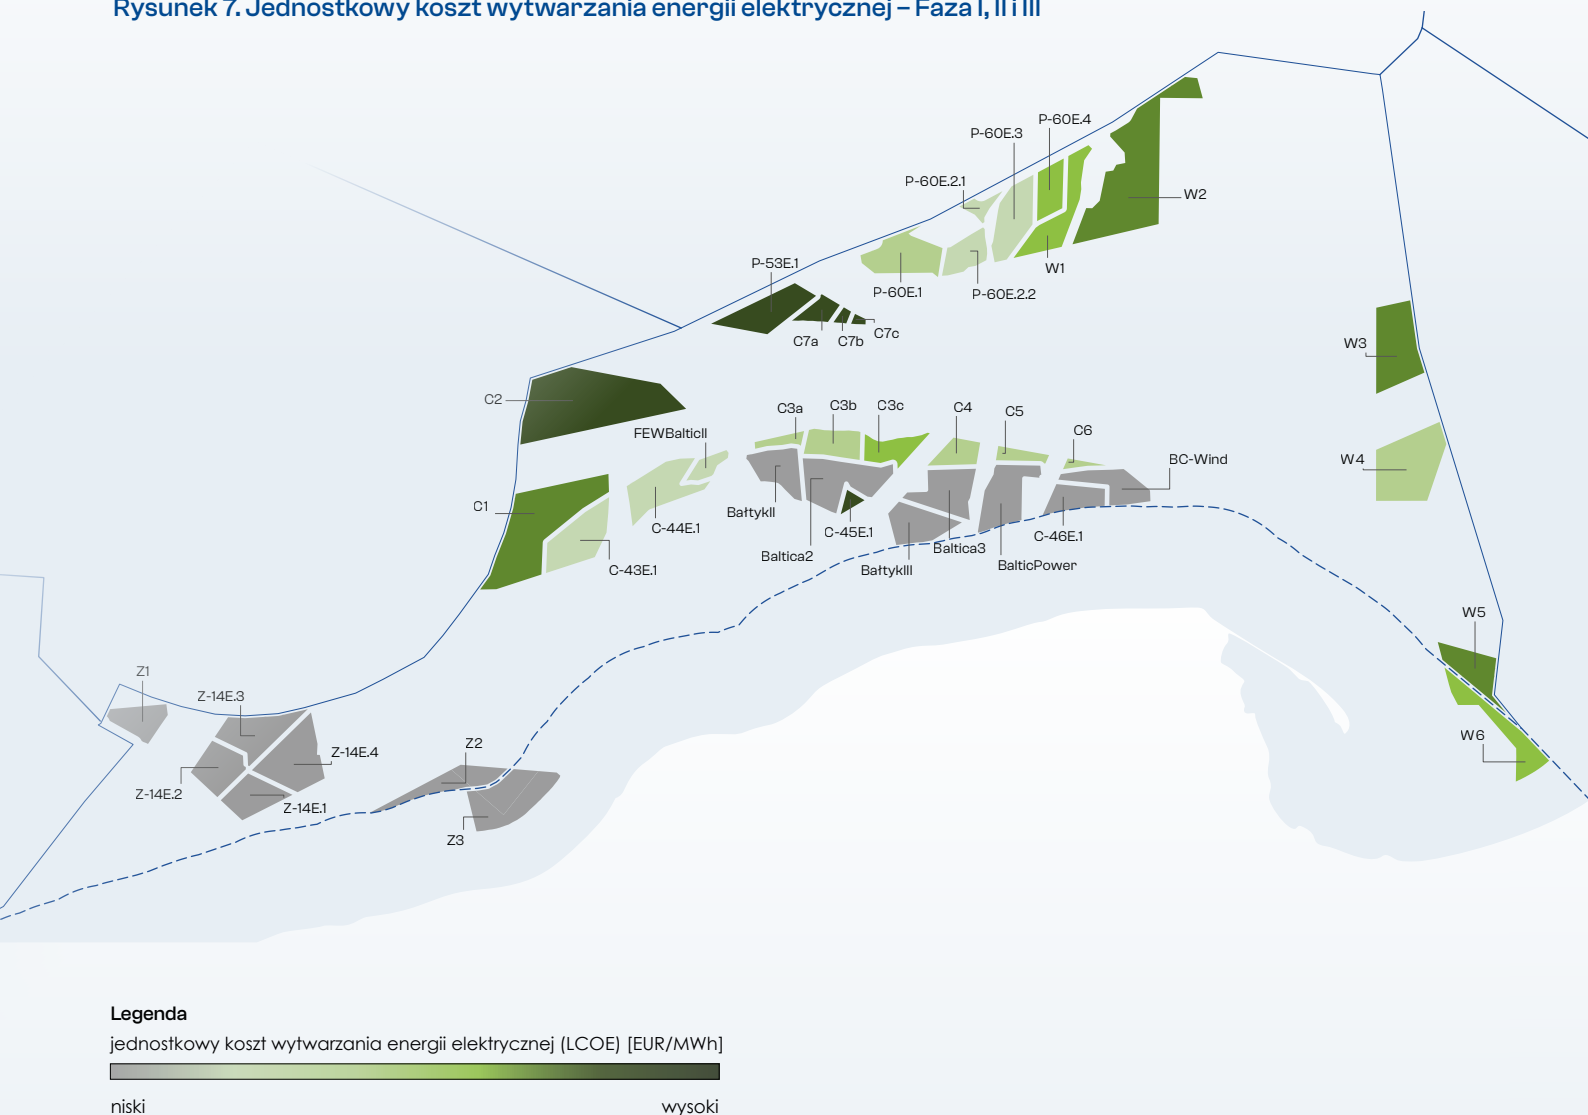 Rysunek 7. Jednostkowy koszt wytwarzania energii elektrycznej – Faza I, II i III
P-60E.4
P-60E.3
P-60E.2.1
W2
P-53E.1
W1
P-60E.1
P-60E.2.2
C7a
C7b
C7c
W3
C2
C3a
C3b
C3c
C4
C5
C6
FEWBalticII
BC-Wind
W4
C1
BałtykII
C-44E.1
C-45E.1
Baltica2
Baltica3
C-46E.1
C-43E.1
BałtykIII
BalticPower
W5
Z1
Z-14E.3
W6
Z2
Z-14E.4
Z-14E.2
Z-14E.1
Z3
Legenda
jednostkowy koszt wytwarzania energii elektrycznej (LCOE) [EUR/MWh]
niski
wysoki